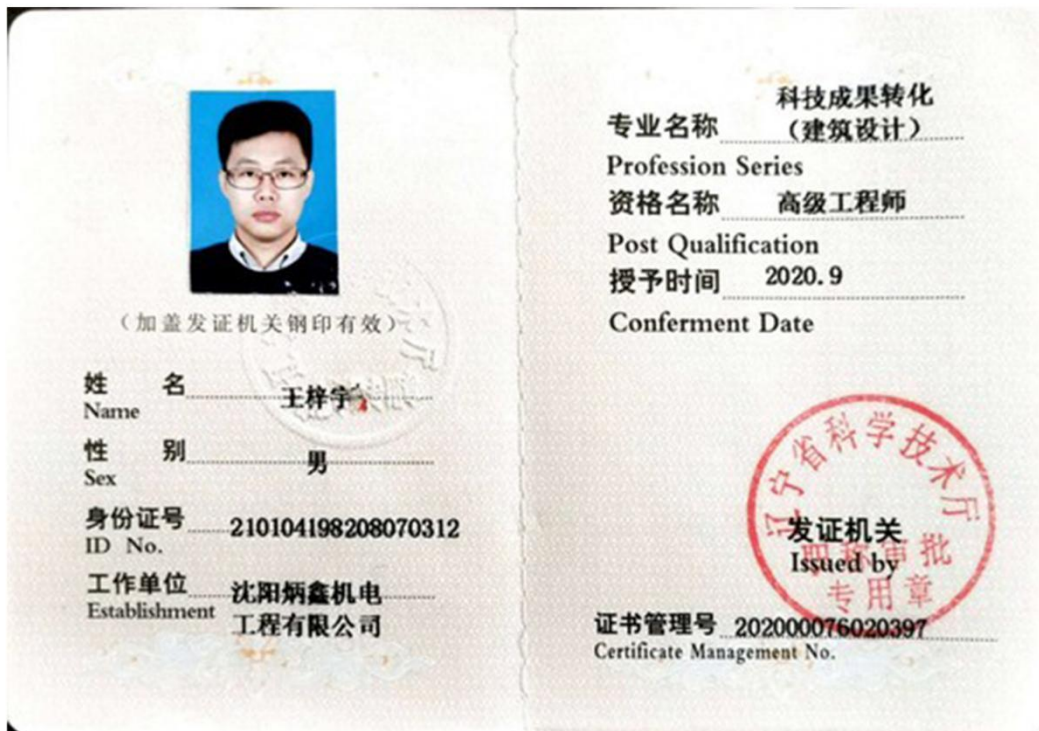 （加盖发证机关钢印有效）
姓 名 王梓宇
Name
性 别 男
Sex
身份证号 210104198208070312
ID No.
工作单位 沈阳炳鑫机电
Establishment 工程有限公司
科技成果转化
专业名称 （建筑设计）
Profession Series
资格名称 高级工程师
Post Qualification
授予时间 2020.9
Conferment Date
辽宁省科学技术厅
职称审批
专用章
发证机关
Issued by
证书管理号 202000076020397
Certificate Management No.